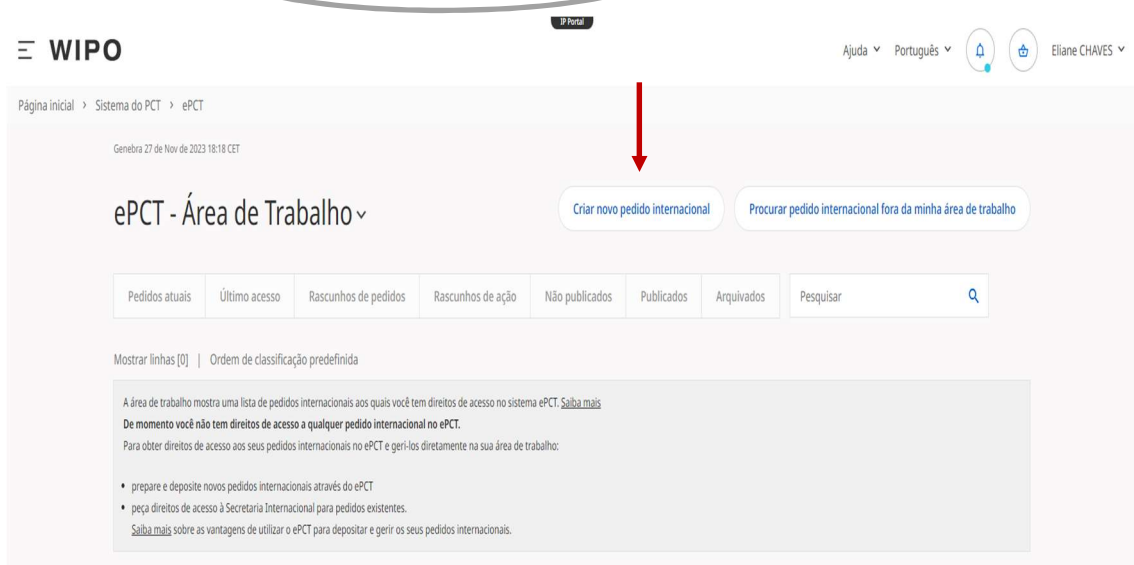 IP Portal
WIPO
Ajuda Português Eliane CHAVES
Página inicial > Sistema do PCT > ePCT
Genebra 27 de Nov de 2023 18:18 CET
ePCT - Área de Trabalho
Criar novo pedido internacional
Procurar pedido internacional fora da minha área de trabalho
Pedidos atuais Último acesso Rascunhos de pedidos Rascunhos de ação Não publicados Publicados Arquivados Pesquisar
Mostrar linhas [0] | Ordem de classificação predefinida
A área de trabalho mostra uma lista de pedidos internacionais aos quais você tem direitos de acesso no sistema ePCT. Saiba mais
De momento você não tem direitos de acesso a qualquer pedido internacional no ePCT.
Para obter direitos de acesso aos seus pedidos internacionais no ePCT e geri-los diretamente na sua área de trabalho:
• prepare e deposite novos pedidos internacionais através do ePCT
• peça direitos de acesso à Secretaria Internacional para pedidos existentes.
Saiba mais sobre as vantagens de utilizar o ePCT para depositar e gerir os seus pedidos internacionais.